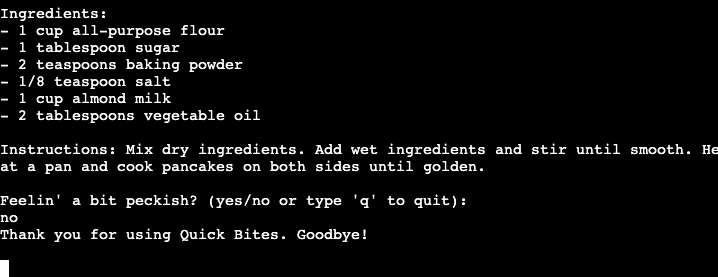 Ingredients:
- 1 cup all-purpose flour
- 1 tablespoon sugar
- 2 teaspoons baking powder
- 1/8 teaspoon salt
- 1 cup almond milk
- 2 tablespoons vegetable oil
Instructions: Mix dry ingredients. Add wet ingredients and stir until smooth. He
at a pan and cook pancakes on both sides until golden.
Feelin' a bit peckish? (yes/no or type 'q' to quit):
no
Thank you for using Quick Bites. Goodbye!